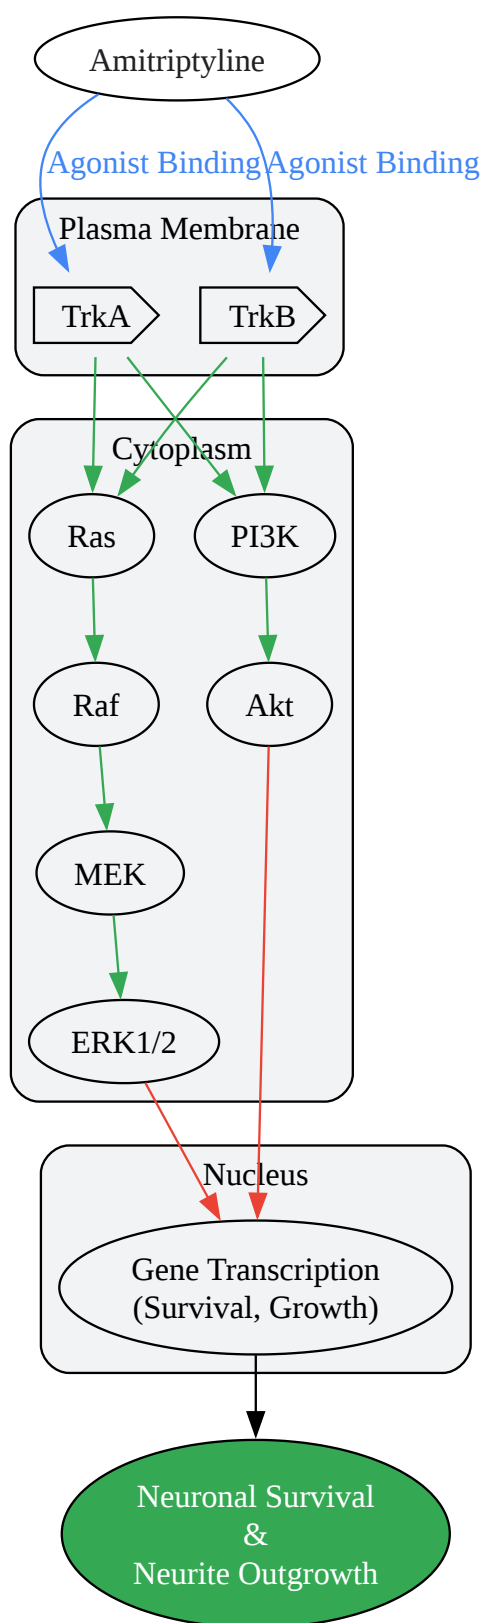 Amitriptyline
Agonist Binding Agonist Binding
Plasma Membrane
TrkA TrkB
Cytoplasm
Ras PI3K
Raf Akt
MEK
ERK1/2
Nucleus
Gene Transcription
(Survival, Growth)
Neuronal Survival
&
Neurite Outgrowth